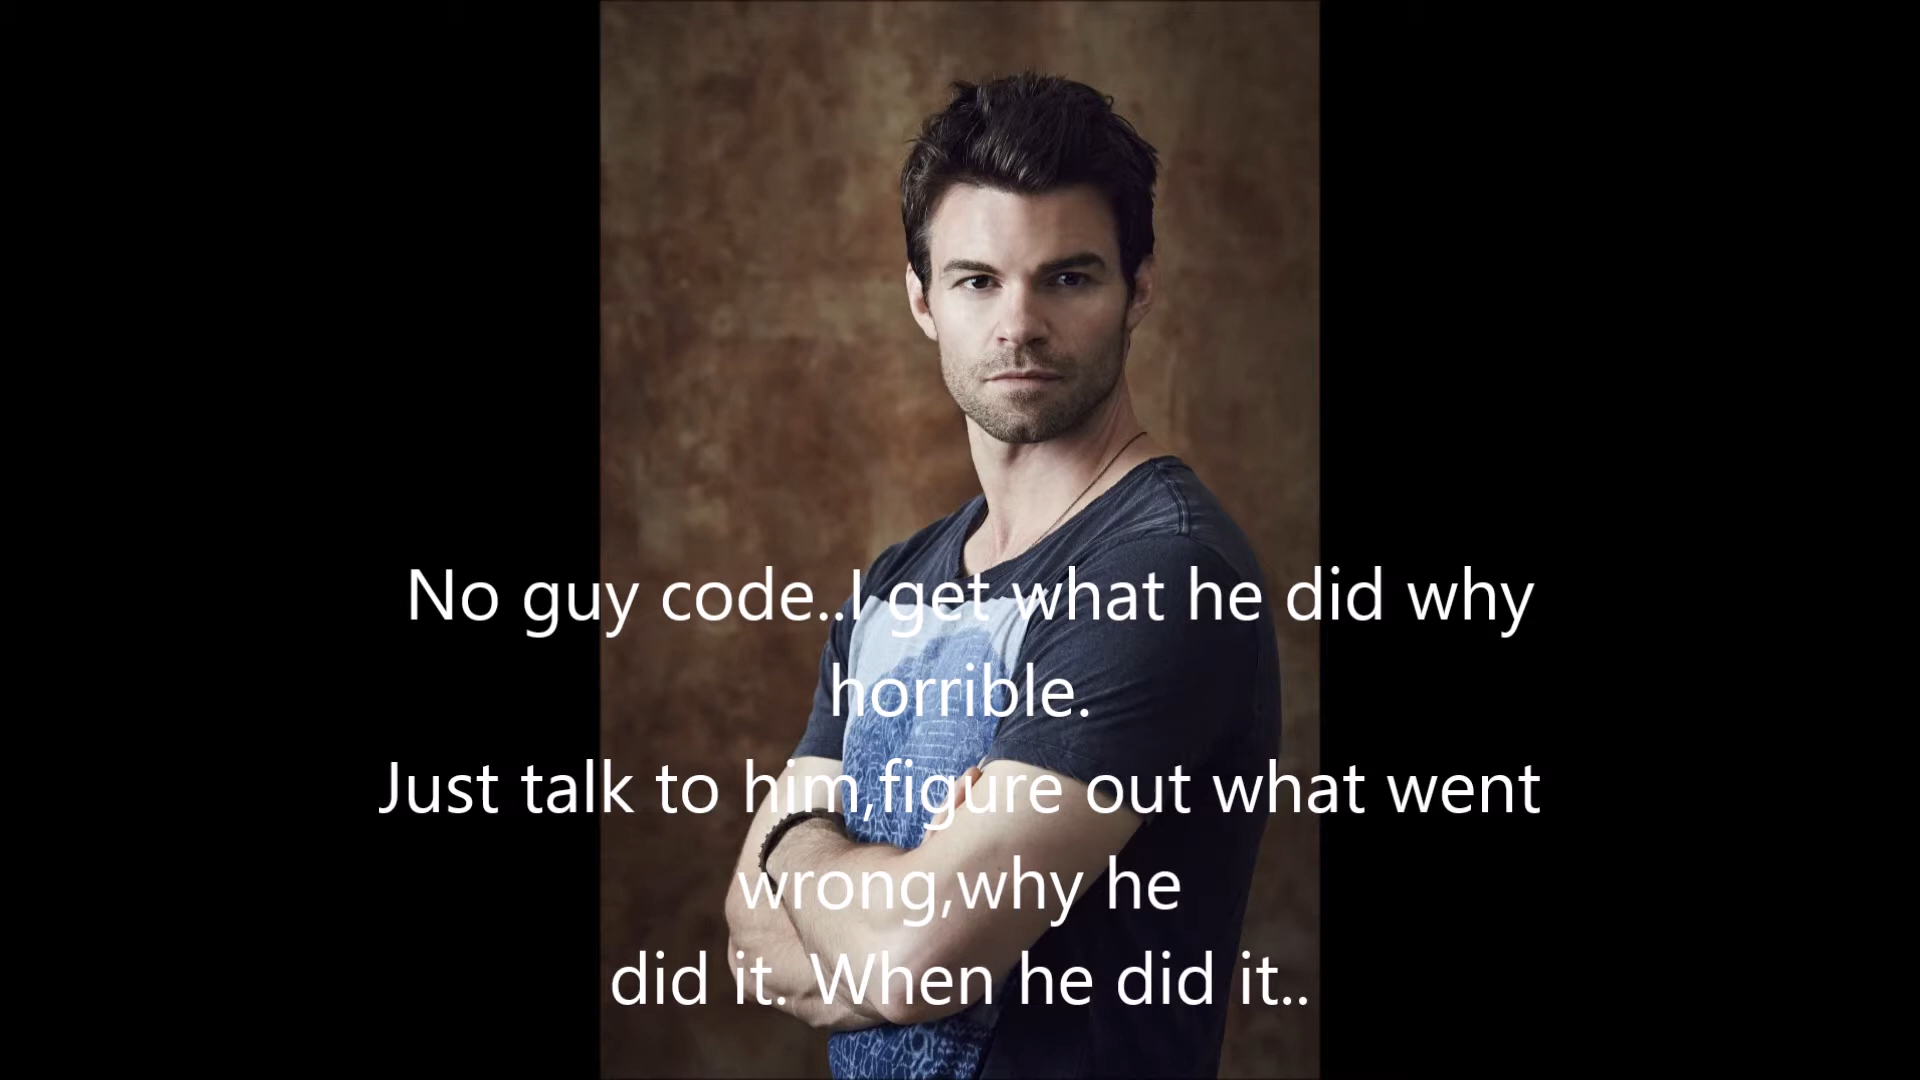 No guy code..I get what he did why
horrible.
Just talk to him,figure out what went
wrong,why he
did it. When he did it..